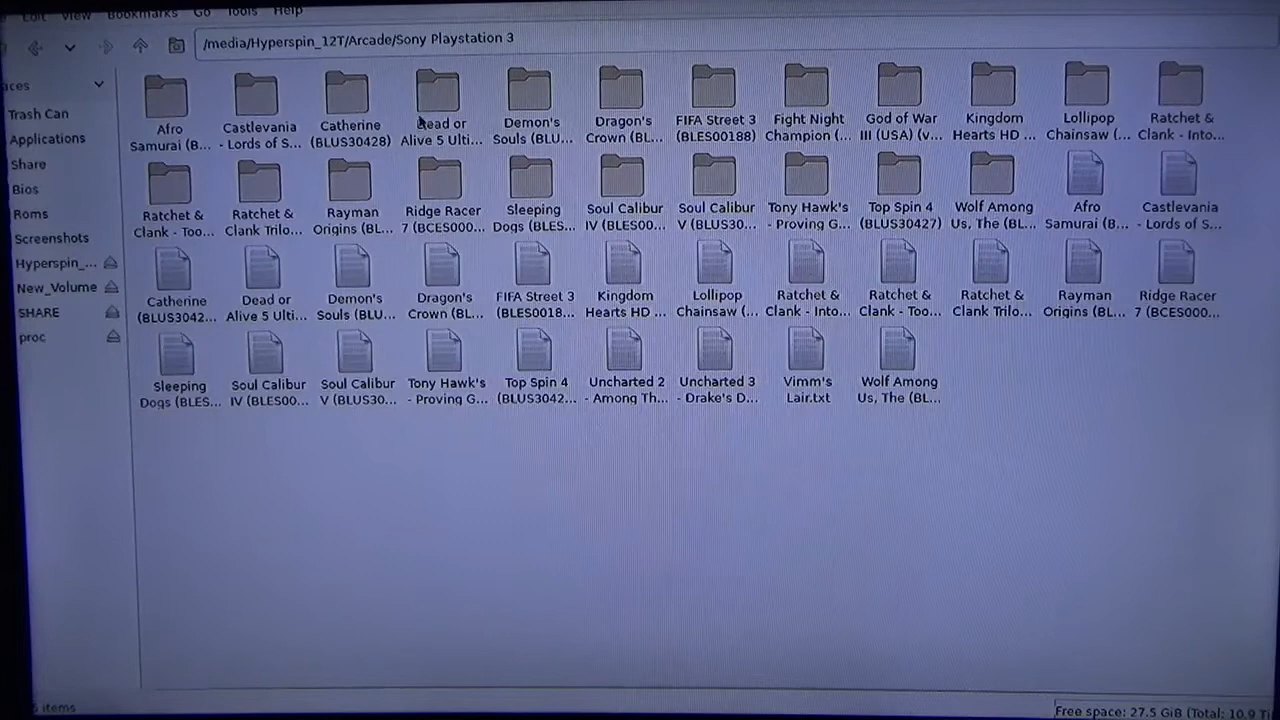 Edit View Bookmarks Go Tools Help
/media/Hyperspin_12T/Arcade/Sony Playstation 3
Trash Can
Applications
Share
Bios
Roms
Screenshots
Hyperspin_...
New_Volume
SHARE
proc
Afro
Samurai (B...
Castlevania
- Lords of S...
Catherine
(BLUS30428)
Dead or
Alive 5 Ulti...
Demon's
Souls (BLU...
Dragon's
Crown (BL...
FIFA Street 3
(BLES00188)
Fight Night
Champion (...
God of War
III (USA) (v...
Kingdom
Hearts HD ...
Lollipop
Chainsaw (...
Ratchet &
Clank - Into...
Ratchet &
Clank - Too...
Ratchet &
Clank Trilo...
Rayman
Origins (BL...
Ridge Racer
7 (BCES000...
Sleeping
Dogs (BLES...
Soul Calibur
IV (BLES00...
Soul Calibur
V (BLUS30...
Tony Hawk's
- Proving G...
Top Spin 4
(BLUS30427)
Wolf Among
Us, The (BL...
Afro
Samurai (B...
Castlevania
- Lords of S...
Catherine
(BLUS3042...
Dead or
Alive 5 Ulti...
Demon's
Souls (BLU...
Dragon's
Crown (BL...
FIFA Street 3
(BLES0018...
Kingdom
Hearts HD ...
Lollipop
Chainsaw (...
Ratchet &
Clank - Into...
Ratchet &
Clank - Too...
Ratchet &
Clank Trilo...
Rayman
Origins (BL...
Ridge Racer
7 (BCES000...
Sleeping
Dogs (BLES...
Soul Calibur
IV (BLES00...
Soul Calibur
V (BLUS30...
Tony Hawk's
- Proving G...
Top Spin 4
(BLUS3042...
Uncharted 2
- Among Th...
Uncharted 3
- Drake's D...
Vimm's
Lair.txt
Wolf Among
Us, The (BL...
items
Free space: 27.5 GiB (Total: 10.9